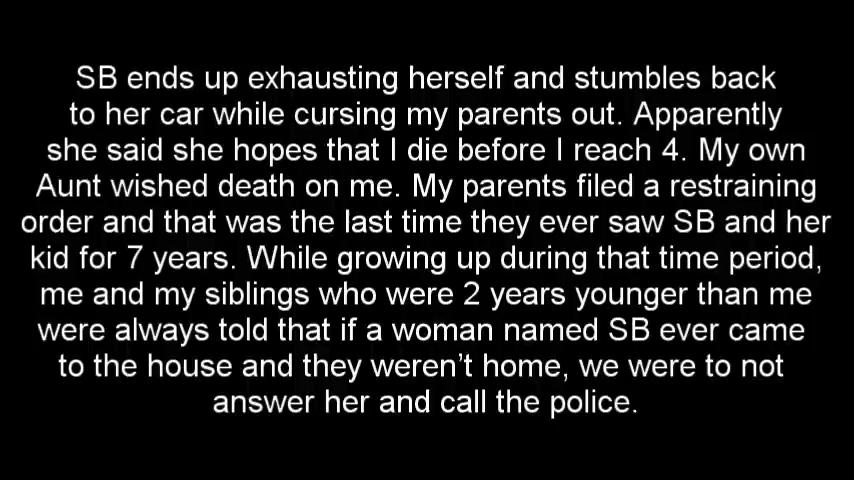 SB ends up exhausting herself and stumbles back
to her car while cursing my parents out. Apparently
she said she hopes that I die before I reach 4. My own
Aunt wished death on me. My parents filed a restraining
order and that was the last time they ever saw SB and her
kid for 7 years. While growing up during that time period,
me and my siblings who were 2 years younger than me
were always told that if a woman named SB ever came
to the house and they weren’t home, we were to not
answer her and call the police.